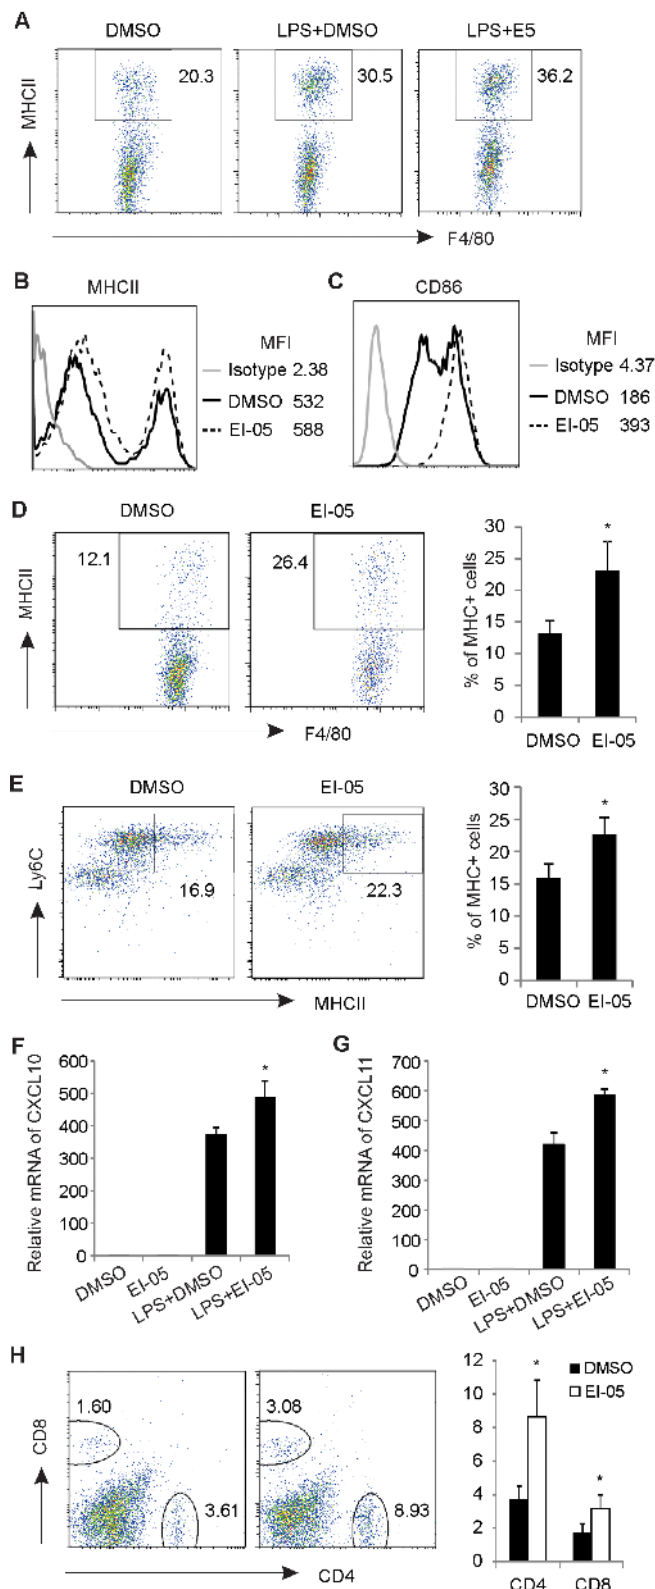 A
DMSO LPS+DMSO LPS+E5
MHCII
20.3 30.5 36.2
F4/80
B MHCII
MFI
Isotype 2.38
DMSO 532
EI-05 588
C CD86
MFI
Isotype 4.37
DMSO 186
EI-05 393
D DMSO EI-05
MHCII
12.1 26.4
F4/80
% of MHC+ cells
30
25
20
15
10
5
0
*
DMSO EI-05
E DMSO EI-05
Ly6C
16.9 22.3
MHCII
% of MHC+ cells
30
25
20
15
10
5
0
*
DMSO EI-05
F
Relative mRNA of CXCL10
600
500
400
300
200
100
0
*
DMSO EI-05 LPS+DMSO LPS+EI-05
G
Relative mRNA of CXCL11
700
600
500
400
300
200
100
0
*
DMSO EI-05 LPS+DMSO LPS+EI-05
H
CD8
1.60 3.08
3.61 8.93
CD4
12
10
8
6
4
2
0
* *
DMSO
EI-05
CD4 CD8